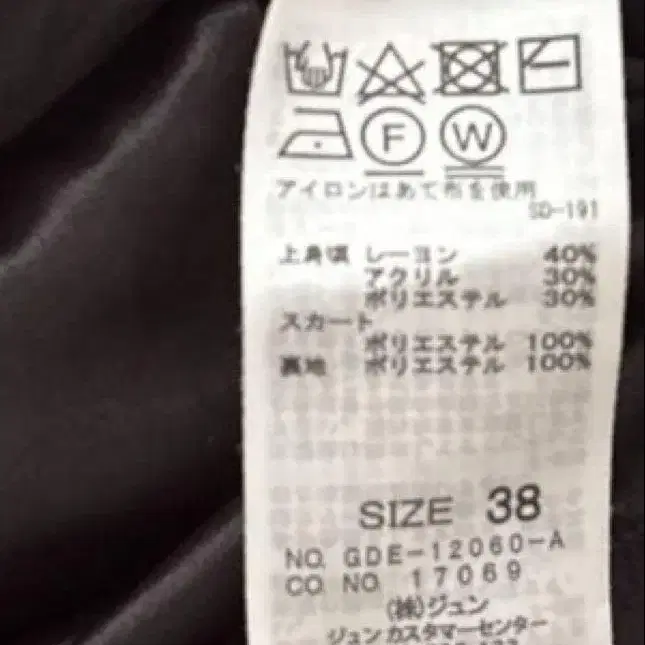 F W
アイロンはあて布を使用
SD-191
上身頃 レーヨン 40%
アクリル 30%
ポリエステル 30%
スカート
ポリエステル 100%
裏地 ポリエステル 100%
SIZE 38
NO. GDE-12060-A
CO. NO. 17069
(株)ジュン
ジュンカスタマーセンター